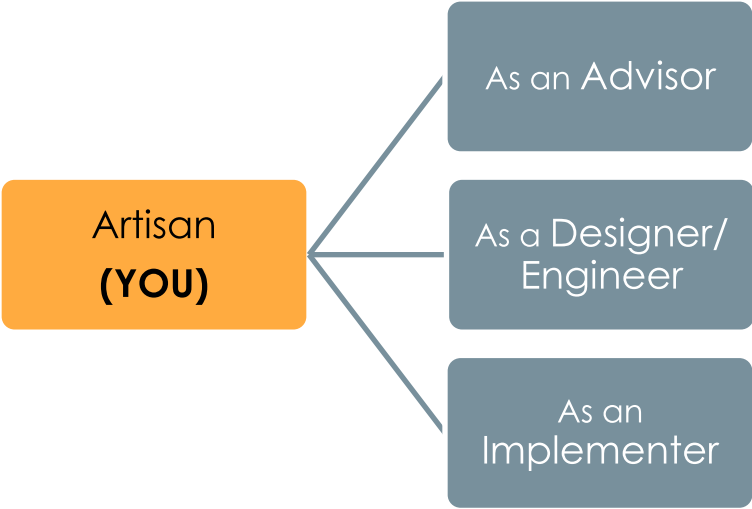 Artisan
(YOU)
As an Advisor
As a Designer/
Engineer
As an
Implementer